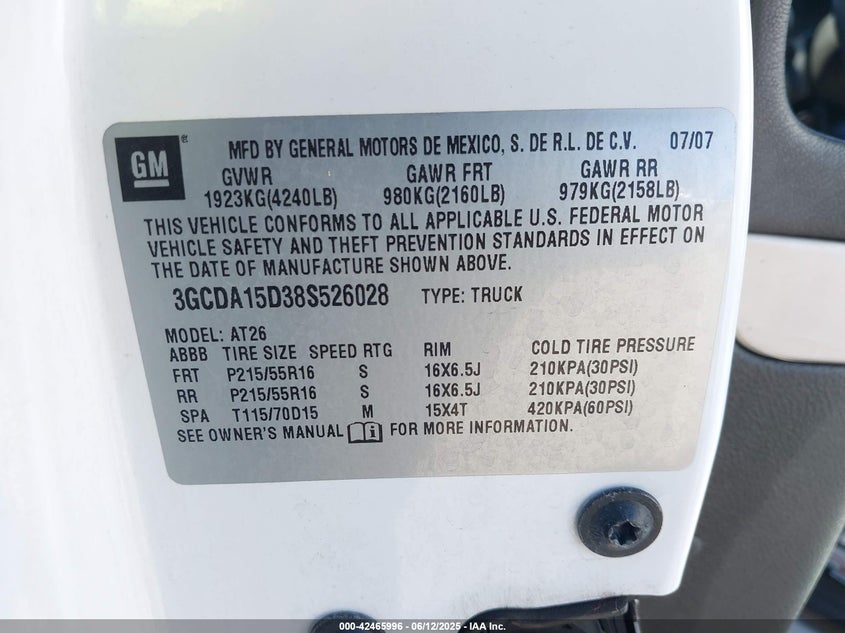 GM
MFD BY GENERAL MOTORS DE MEXICO, S. DE R.L. DE C.V. 07/07
GVWR GAWR FRT GAWR RR
1923KG(4240LB) 980KG(2160LB) 979KG(2158LB)
THIS VEHICLE CONFORMS TO ALL APPLICABLE U.S. FEDERAL MOTOR
VEHICLE SAFETY AND THEFT PREVENTION STANDARDS IN EFFECT ON
THE DATE OF MANUFACTURE SHOWN ABOVE.
3GCDA15D38S526028 TYPE: TRUCK
MODEL: AT26
ABBB TIRE SIZE SPEED RTG RIM COLD TIRE PRESSURE
FRT P215/55R16 S 16X6.5J 210KPA(30PSI)
RR P215/55R16 S 16X6.5J 210KPA(30PSI)
SPA T115/70D15 M 15X4T 420KPA(60PSI)
SEE OWNER'S MANUAL FOR MORE INFORMATION.
000-42465996 - 06/12/2025 - IAAI.COM